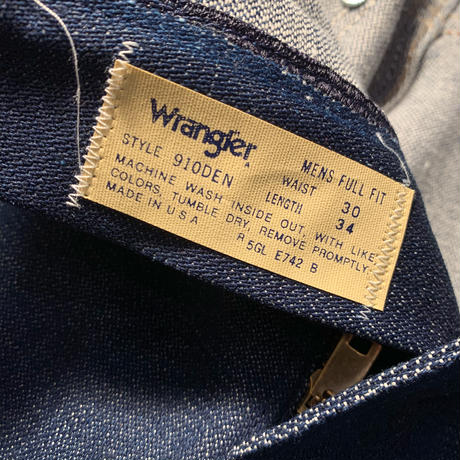 Wrangler
MENS FULL FIT
STYLE 910DEN
WAIST 30
LENGTH 34
MACHINE WASH INSIDE OUT, WITH LIKE
COLORS, TUMBLE DRY, REMOVE PROMPTLY.
MADE IN U.S.A
R 5GL E742 B